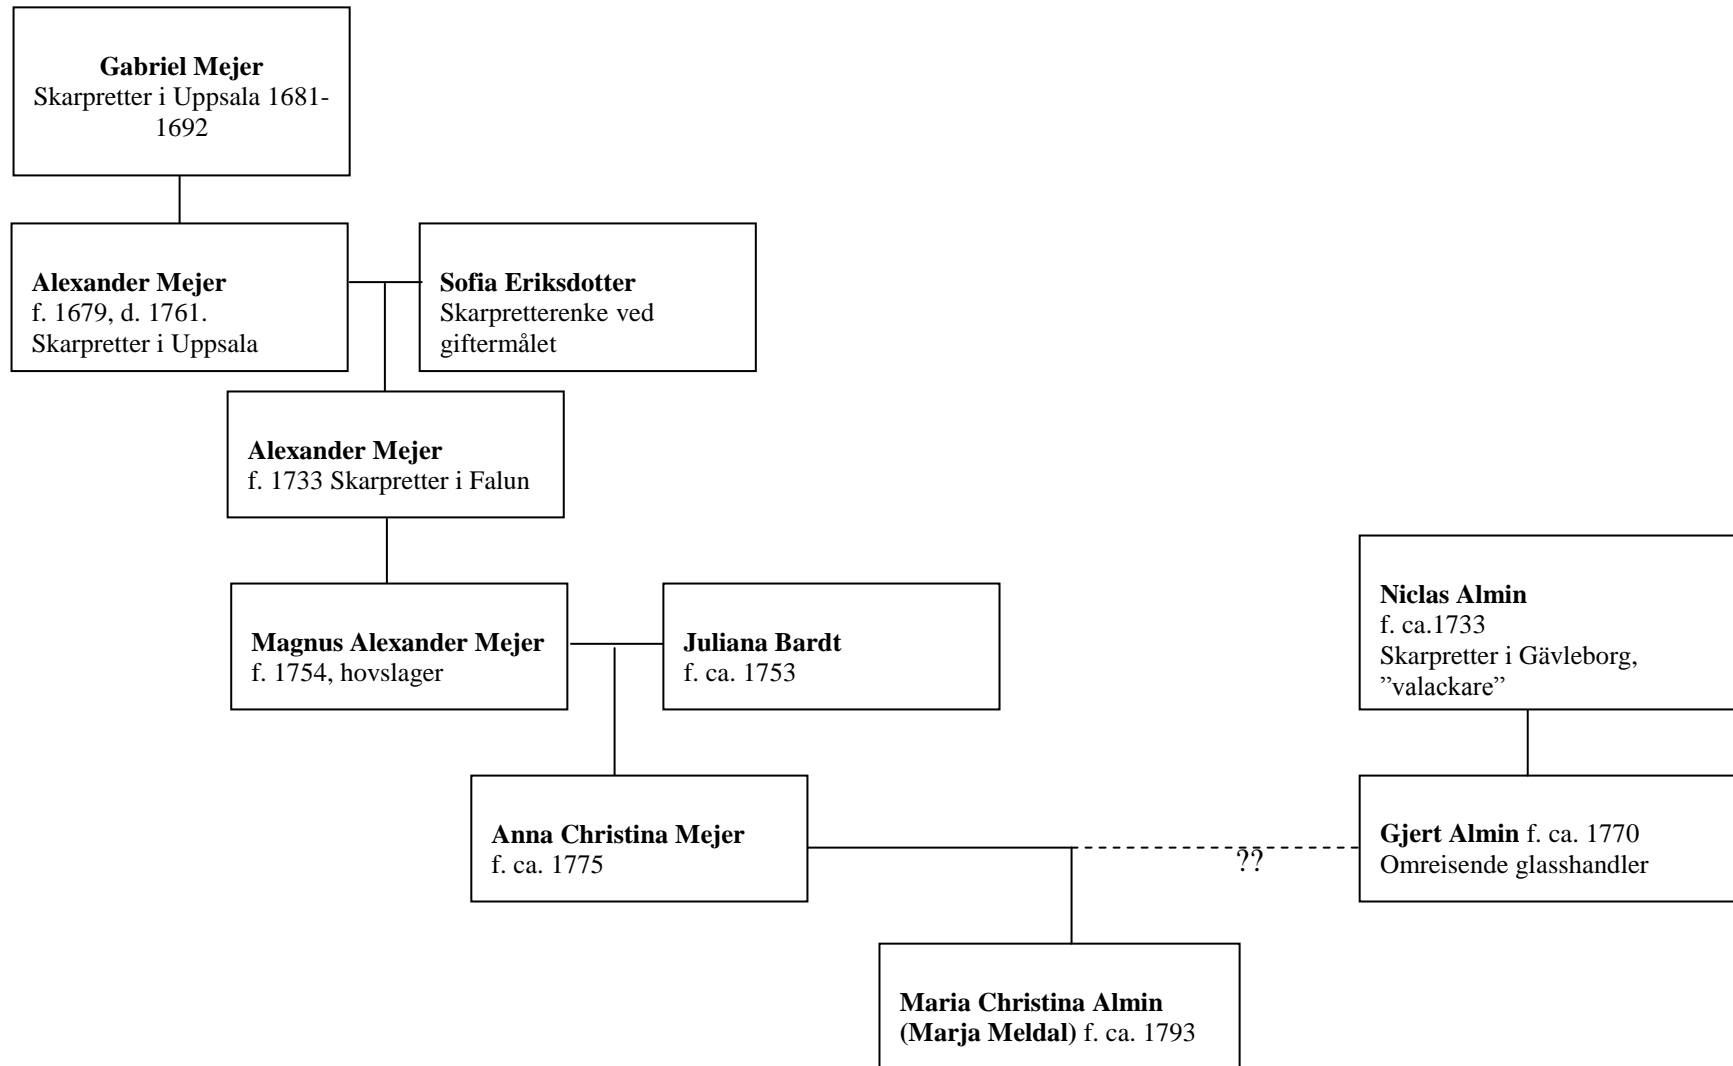 Gabriel Mejer
Skarpretter i Uppsala 1681-
1692
Alexander Mejer
f. 1679, d. 1761.
Skarpretter i Uppsala
Sofia Eriksdotter
Skarpretterenke ved
giftermålet
Alexander Mejer
f. 1733 Skarpretter i Falun
Magnus Alexander Mejer
f. 1754, hovslager
Juliana Bardt
f. ca. 1753
Niclas Almin
f. ca.1733
Skarpretter i Gävleborg,
”valackare”
Anna Christina Mejer
f. ca. 1775
??
Gjert Almin f. ca. 1770
Omreisende glasshandler
Maria Christina Almin
(Marja Meldal) f. ca. 1793